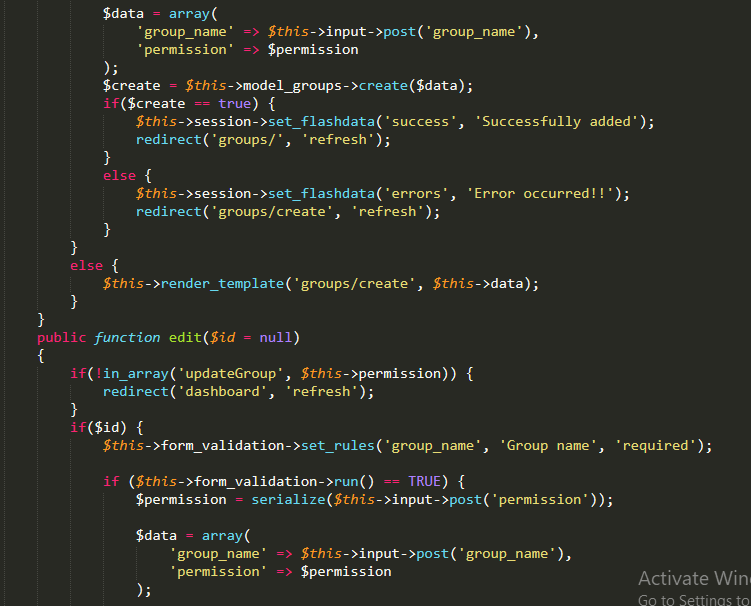 $data = array(
'group_name' => $this->input->post('group_name'),
'permission' => $permission
);
$create = $this->model_groups->create($data);
if($create == true) {
$this->session->set_flashdata('success', 'Successfully added');
redirect('groups/', 'refresh');
}
else {
$this->session->set_flashdata('errors', 'Error occurred!!');
redirect('groups/create', 'refresh');
}
}
else {
$this->render_template('groups/create', $this->data);
}
}
public function edit($id = null)
{
if(!in_array('updateGroup', $this->permission)) {
redirect('dashboard', 'refresh');
}
if($id) {
$this->form_validation->set_rules('group_name', 'Group name', 'required');
if ($this->form_validation->run() == TRUE) {
$permission = serialize($this->input->post('permission'));
$data = array(
'group_name' => $this->input->post('group_name'),
'permission' => $permission
);
Activate Win
Go to Settings to